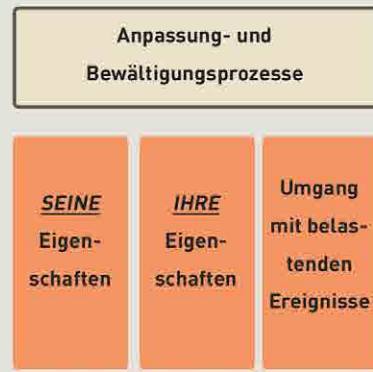 Anpassung- und
Bewältigungsprozesse
SEINE
Eigen-
schaften
IHRE
Eigen-
schaften
Umgang
mit belas-
tenden
Ereignisse